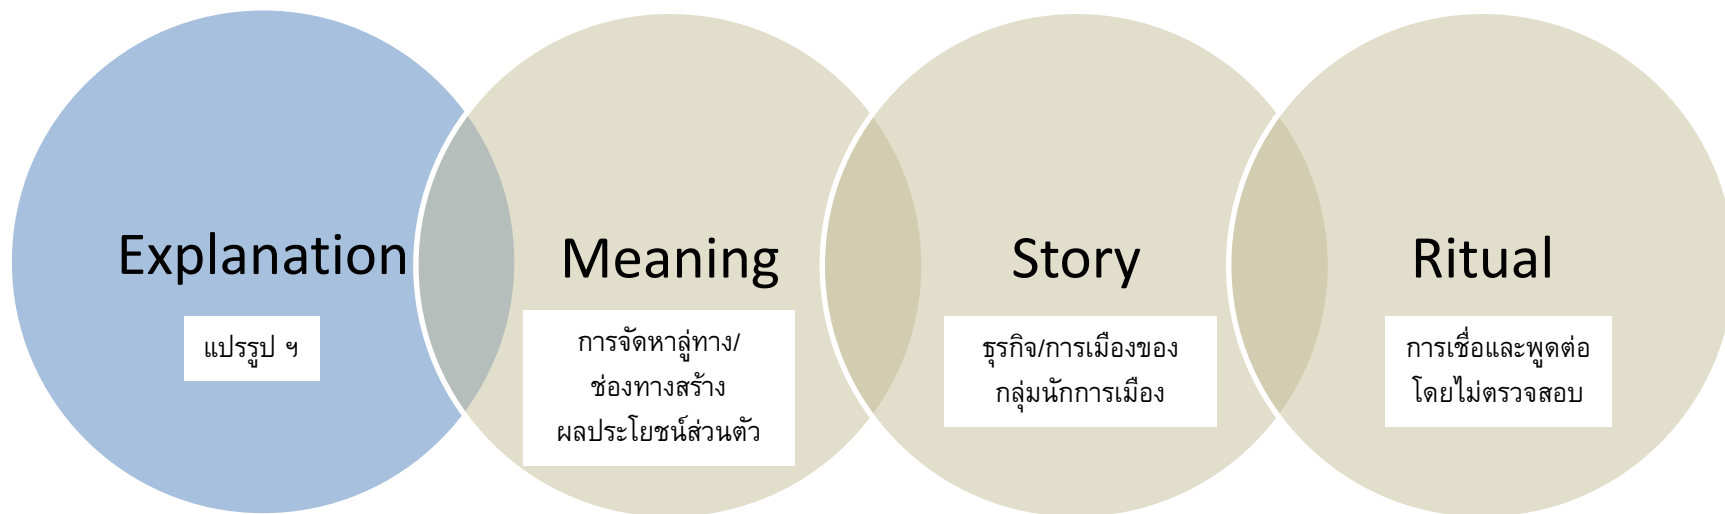 Explanation
แปรรูป ฯ
Meaning
การจัดหาลู่ทาง/
ช่องทางสร้าง
ผลประโยชน์ส่วนตัว
Story
ธุรกิจ/การเมืองของ
กลุ่มนักการเมือง
Ritual
การเชื่อและพูดต่อ
โดยไม่ตรวจสอบ